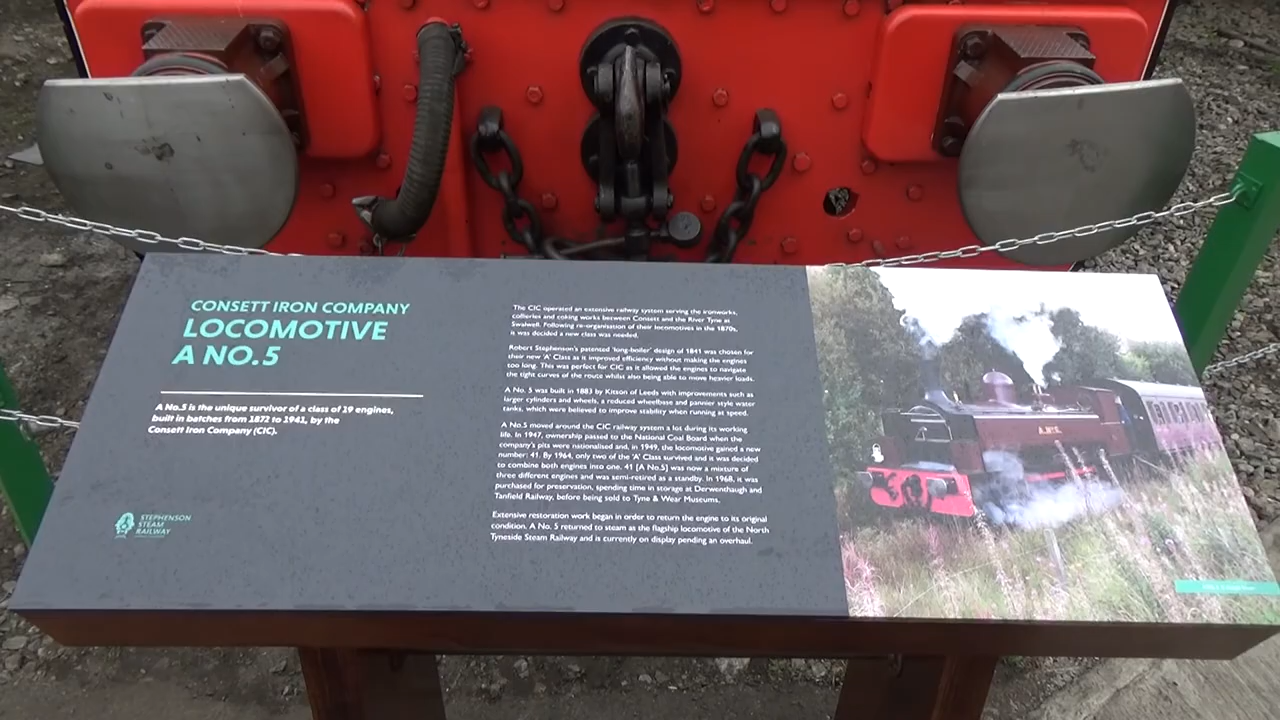 CONSETT IRON COMPANY
LOCOMOTIVE
A NO.5
A No.5 is the unique survivor of a class of 19 engines,
built in batches from 1872 to 1941, by the
Consett Iron Company (CIC).
STEPHENSON
STEAM
RAILWAY
The CIC operated an extensive railway system serving the ironworks,
collieries and coking works between Consett and the River Tyne at
Swalwell. Following re-organisation of their locomotives in the 1870s,
it was decided a new class was needed.
Robert Stephenson's patented 'long-boiler' design of 1841 was chosen for
their new 'A' Class as it improved efficiency without making the engines
too long. This was perfect for CIC as it allowed the engines to navigate
the tight curves of the route whilst also being able to move heavier loads.
A No. 5 was built in 1883 by Kitson of Leeds with improvements such as
larger cylinders and wheels, a reduced wheelbase and pannier style water
tanks, which were believed to improve stability when running at speed.
A No.5 moved around the CIC railway system a lot during its working
life. In 1947, ownership passed to the National Coal Board when the
company's pits were nationalised and, in 1949, the locomotive gained a new
number: 41. By 1964, only two of the 'A' Class survived and it was decided
to combine both engines into one. 41 [A No.5] was now a mixture of
three different engines and was semi-retired as a standby. In 1968, it was
purchased for preservation, spending time in storage at Derwenthaugh and
Tanfield Railway, before being sold to Tyne & Wear Museums.
Extensive restoration work began in order to return the engine to its original
condition. A No. 5 returned to steam as the flagship locomotive of the North
Tyneside Steam Railway and is currently on display pending an overhaul.
A.No.5